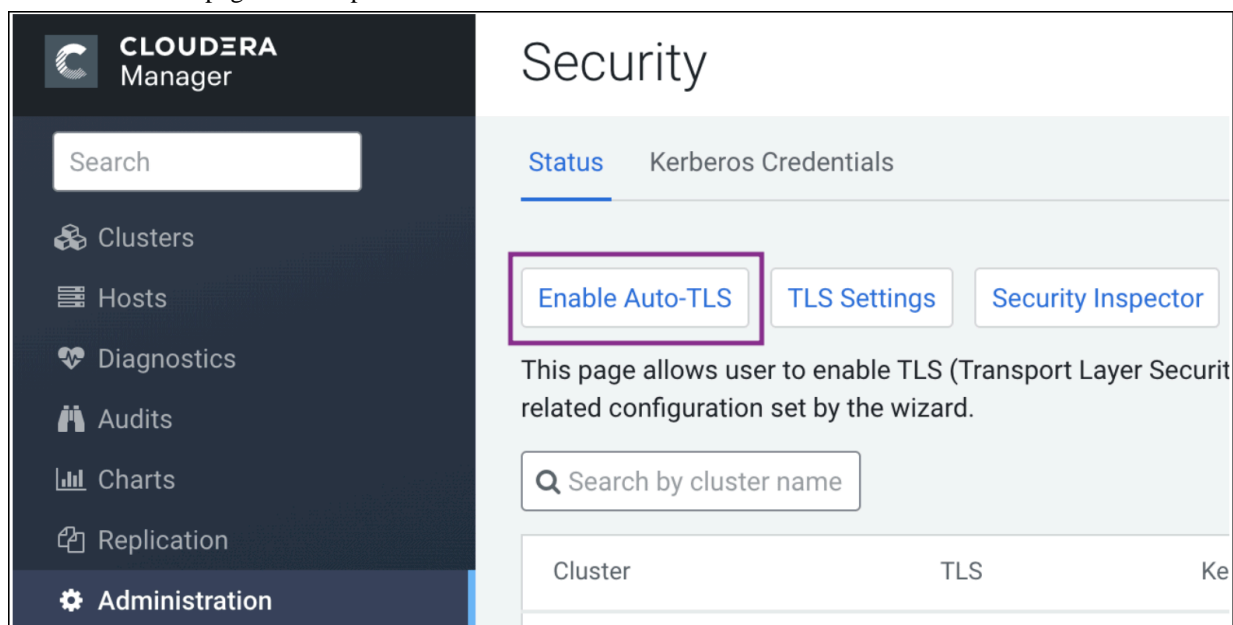 CLOUDERA
Manager
Search
Clusters
Hosts
Diagnostics
Audits
Charts
Replication
Administration
Security
Status Kerberos Credentials
Enable Auto-TLS TLS Settings Security Inspector
This page allows user to enable TLS (Transport Layer Securit
related configuration set by the wizard.
Search by cluster name
Cluster TLS Ke